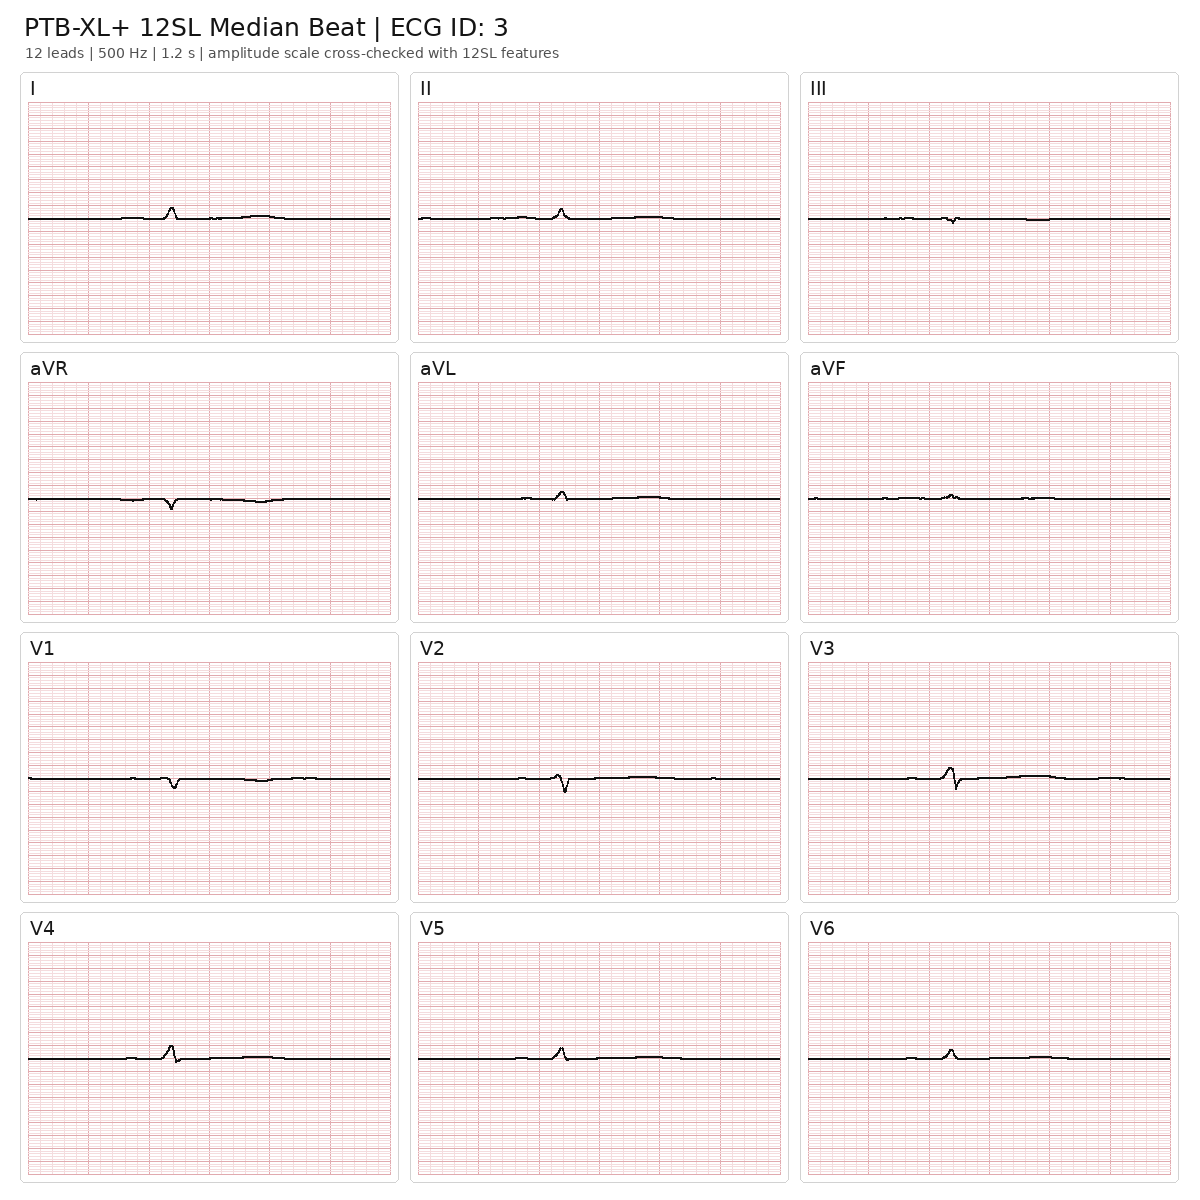 PTB-XL+ 12SL Median Beat | ECG ID: 3
12 leads | 500 Hz | 1.2 s | amplitude scale cross-checked with 12SL features
I
II
III
aVR
aVL
aVF
V1
V2
V3
V4
V5
V6